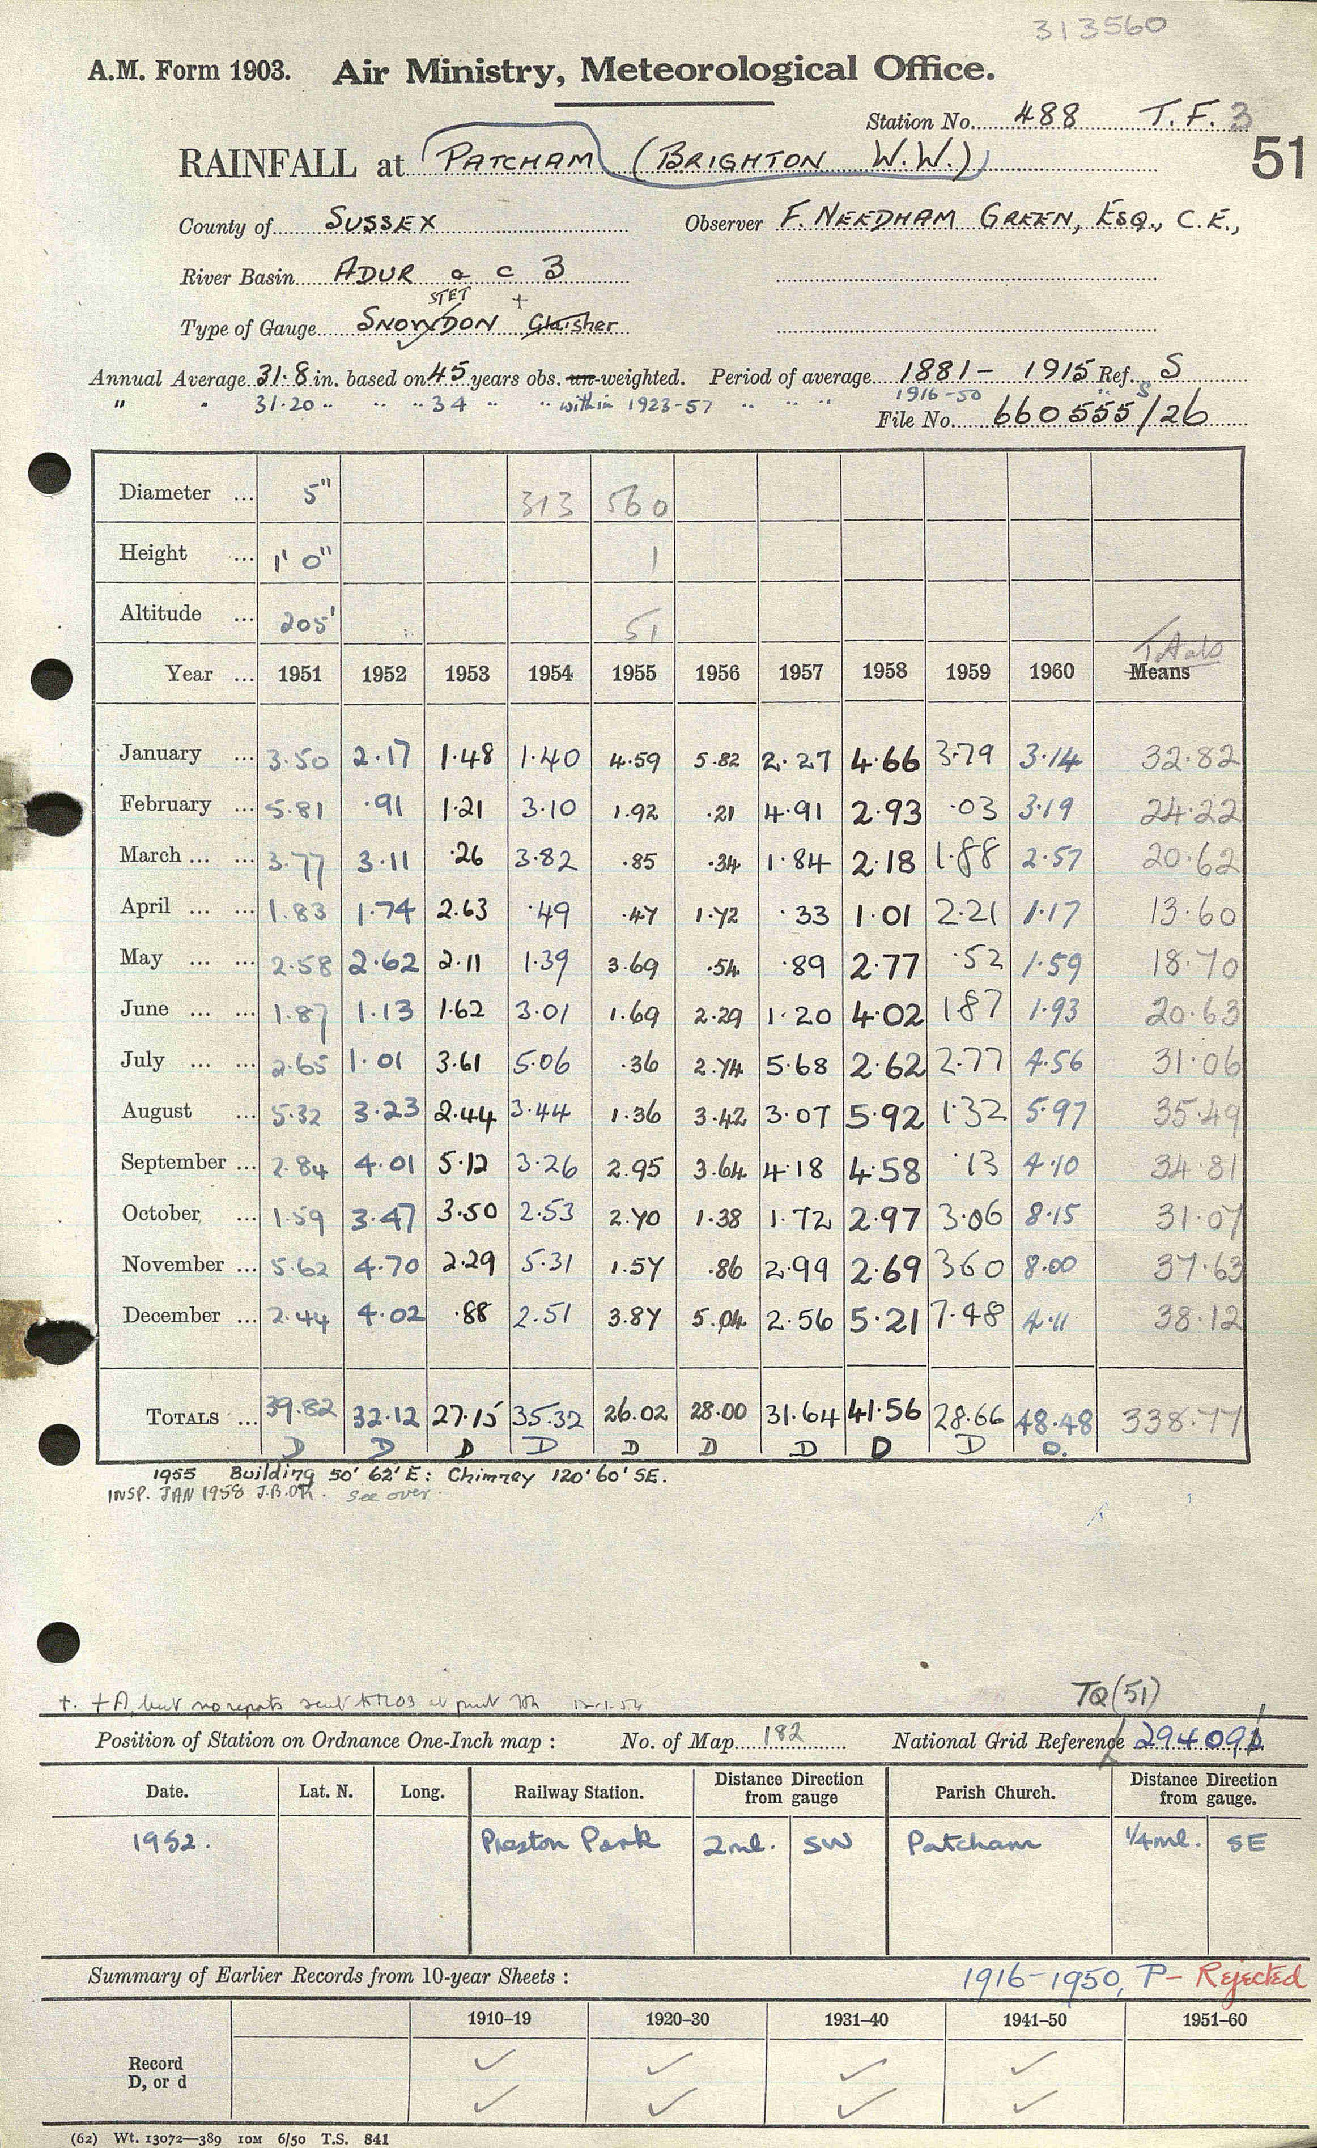 313560
A.M. Form 1903. Air Ministry, Meteorological Office.
Station No. 488 T.F. 3
51
RAINFALL at PATCHAM (BRIGHTON W.W.)
County of SUSSEX Observer F. NEEDHAM GREEN, ESQ., C.E.,
River Basin ADUR a c 3
STET +
Type of Gauge SNOWDON Glaisher
Annual Average 31.8 in. based on 45 years obs. un-weighted. Period of average 1881 - 1915 Ref. S
" " 31.20 " " " 34 " " within 1923-57 " " " 1916-50 " S
File No. 660555/26
Diameter ... 5" 313 560
Height ... 1' 0" 1
Altitude ... 205' 51
Totals
Year ... 1951 1952 1953 1954 1955 1956 1957 1958 1959 1960 Means
January ... 3.50 2.17 1.48 1.40 4.59 5.82 2.27 4.66 3.79 3.14 32.82
February ... 5.81 .91 1.21 3.10 1.92 .21 4.91 2.93 .03 3.19 24.22
March ... ... 3.77 3.11 .26 3.82 .85 .34 1.84 2.18 1.88 2.57 20.62
April ... ... 1.83 1.74 2.63 .49 .47 1.72 .33 1.01 2.21 1.17 13.60
May ... ... 2.58 2.62 2.11 1.39 3.69 .54 .89 2.77 .52 1.59 18.70
June ... ... 1.87 1.13 1.62 3.01 1.69 2.29 1.20 4.02 1.87 1.93 20.63
July ... ... 2.65 1.01 3.61 5.06 .36 2.74 5.68 2.62 2.77 4.56 31.06
August ... 5.32 3.23 2.44 3.44 1.36 3.42 3.07 5.92 1.32 5.97 35.49
September ... 2.84 4.01 5.12 3.26 2.95 3.64 4.18 4.58 .13 4.10 34.81
October ... 1.59 3.47 3.50 2.53 2.70 1.38 1.72 2.97 3.06 8.15 31.07
November ... 5.62 4.70 2.29 5.31 1.57 .86 2.99 2.69 3.60 8.00 37.63
December ... 2.44 4.02 .88 2.51 3.87 5.04 2.56 5.21 7.48 4.11 38.12
TOTALS ... 39.82 32.12 27.15 35.32 26.02 28.00 31.64 41.56 28.66 48.48 338.77
D D D D D D D D D D.
1955 Building 50' 62' E: Chimney 120' 60' SE.
INSP. JAN 1958 see over.
no reports sent
TQ(51)
Position of Station on Ordnance One-Inch map : No. of Map 182 National Grid Reference 29409
Date. Lat. N. Long. Railway Station. Distance from gauge Direction Parish Church. Distance from gauge. Direction
1952. Preston Park 2 ml. SW Patcham 1/4 ml. SE
Summary of Earlier Records from 10-year Sheets : 1916-1950, P- Rejected
1910–19 1920–30 1931–40 1941–50 1951–60
Record ✓ ✓ ✓ ✓
D, or d ✓ ✓ ✓ ✓
(62) Wt. 13072—389 10M 6/50 T.S. 841